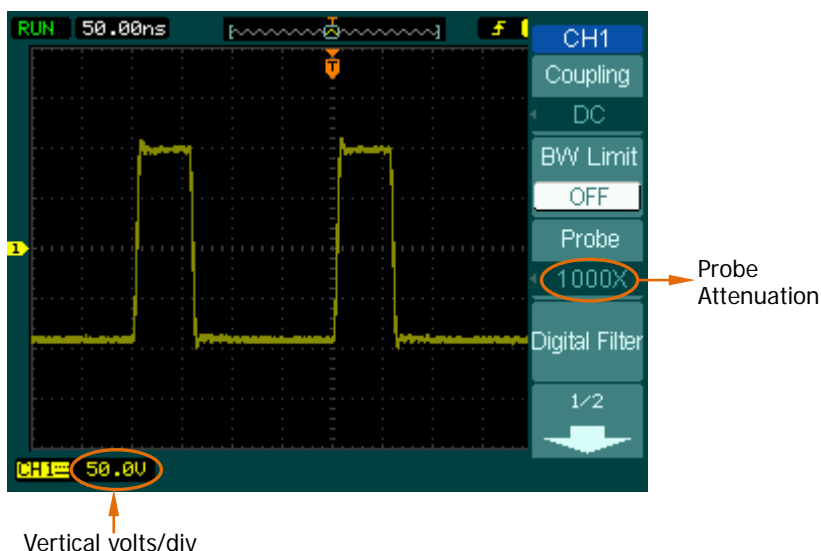 RUN 50.00ns
T
CH1
Coupling
DC
BW Limit
OFF
Probe
1000X
Probe
Attenuation
Digital Filter
1/2
1
CH1 50.0V
Vertical volts/div